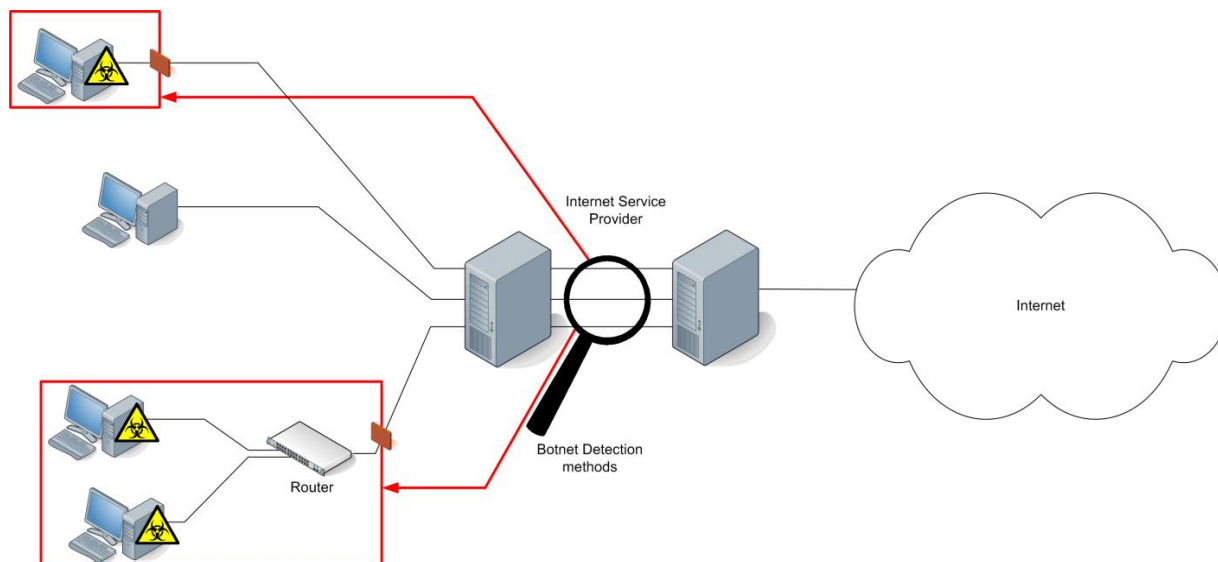 Internet Service
Provider
Internet
Botnet Detection
methods
Router